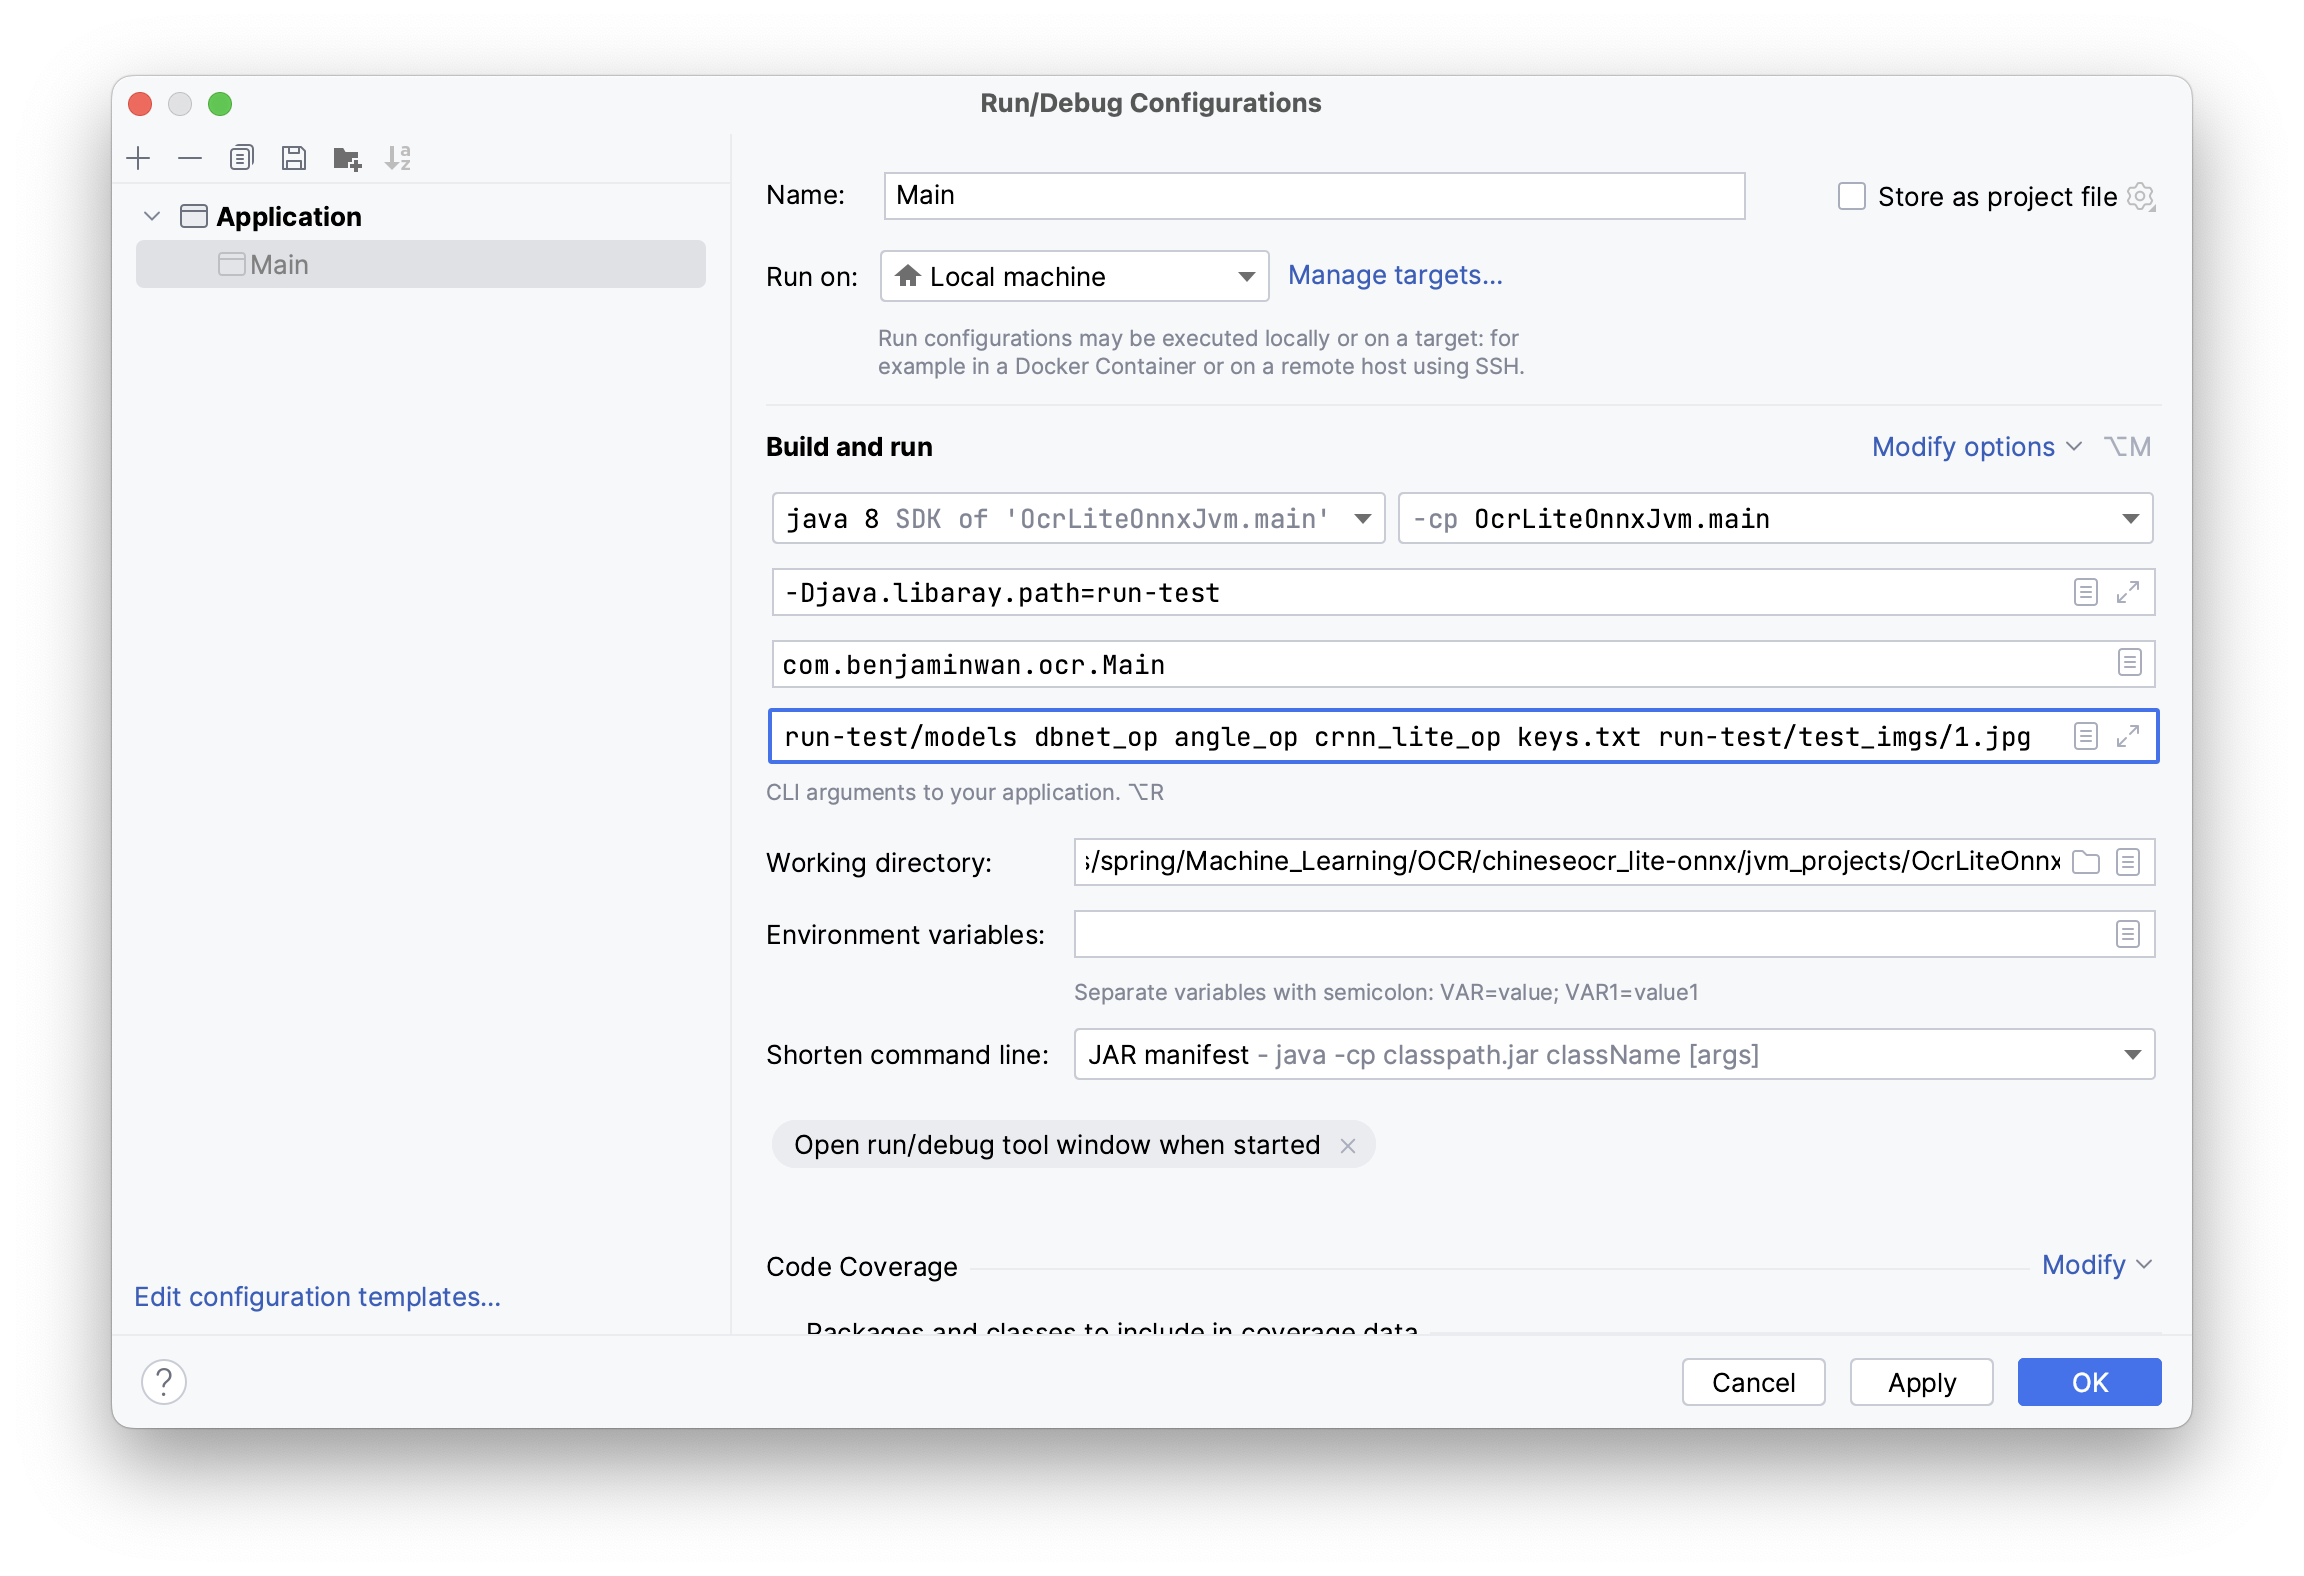 Run/Debug Configurations
Application
Main
Edit configuration templates...
Name: Main
Store as project file
Run on: Local machine Manage targets...
Run configurations may be executed locally or on a target: for
example in a Docker Container or on a remote host using SSH.
Build and run Modify options ⌥M
java 8 SDK of 'OcrLiteOnnxJvm.main' -cp OcrLiteOnnxJvm.main
-Djava.libaray.path=run-test
com.benjaminwan.ocr.Main
run-test/models dbnet_op angle_op crnn_lite_op keys.txt run-test/test_imgs/1.jpg
CLI arguments to your application. ⌥R
Working directory: s/spring/Machine_Learning/OCR/chineseocr_lite-onnx/jvm_projects/OcrLiteOnnx
Environment variables:
Separate variables with semicolon: VAR=value; VAR1=value1
Shorten command line: JAR manifest - java -cp classpath.jar className [args]
Open run/debug tool window when started
Code Coverage Modify
Packages and classes to include in coverage data
? Cancel Apply OK